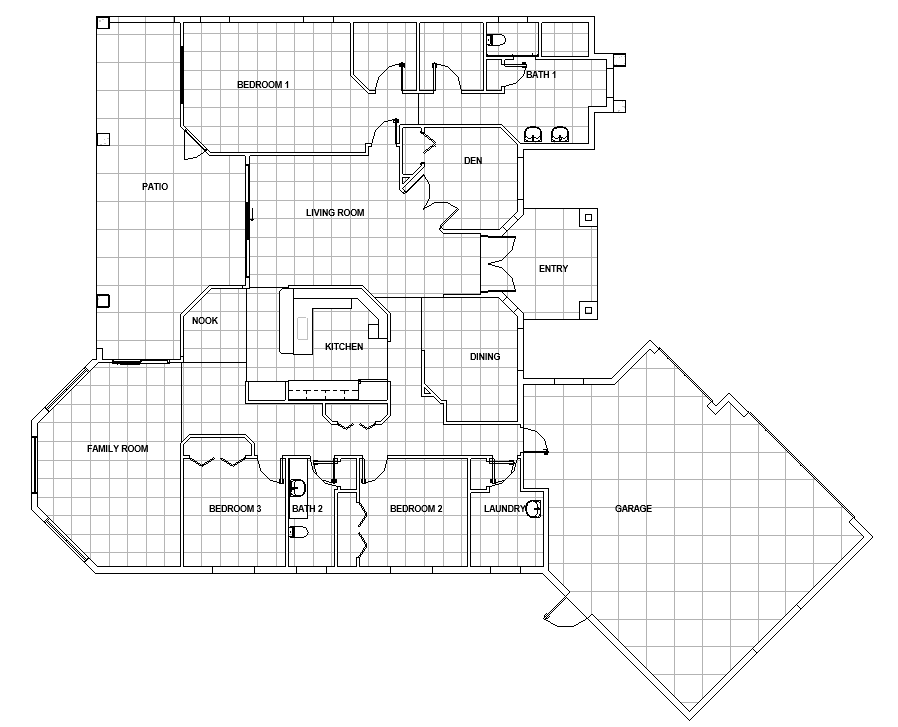 BEDROOM 1
BATH 1
DEN
PATIO
LIVING ROOM
ENTRY
NOOK
KITCHEN
DINING
FAMILY ROOM
BEDROOM 3
BATH 2
BEDROOM 2
LAUNDRY
GARAGE